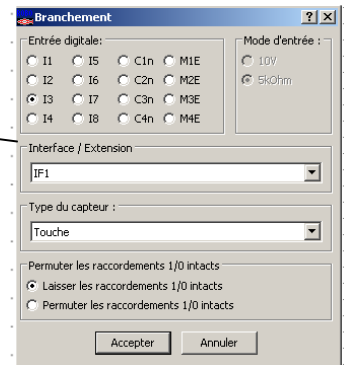 Branchement
Entrée digitale:
Mode d'entrée :
I1 I5 C1n M1E
I2 I6 C2n M2E
I3 I7 C3n M3E
I4 I8 C4n M4E
10V
5kOhm
Interface / Extension
IF1
Type du capteur :
Touche
Permuter les raccordements 1/0 intacts
Laisser les raccordements 1/0 intacts
Permuter les raccordements 1/0 intacts
Accepter Annuler